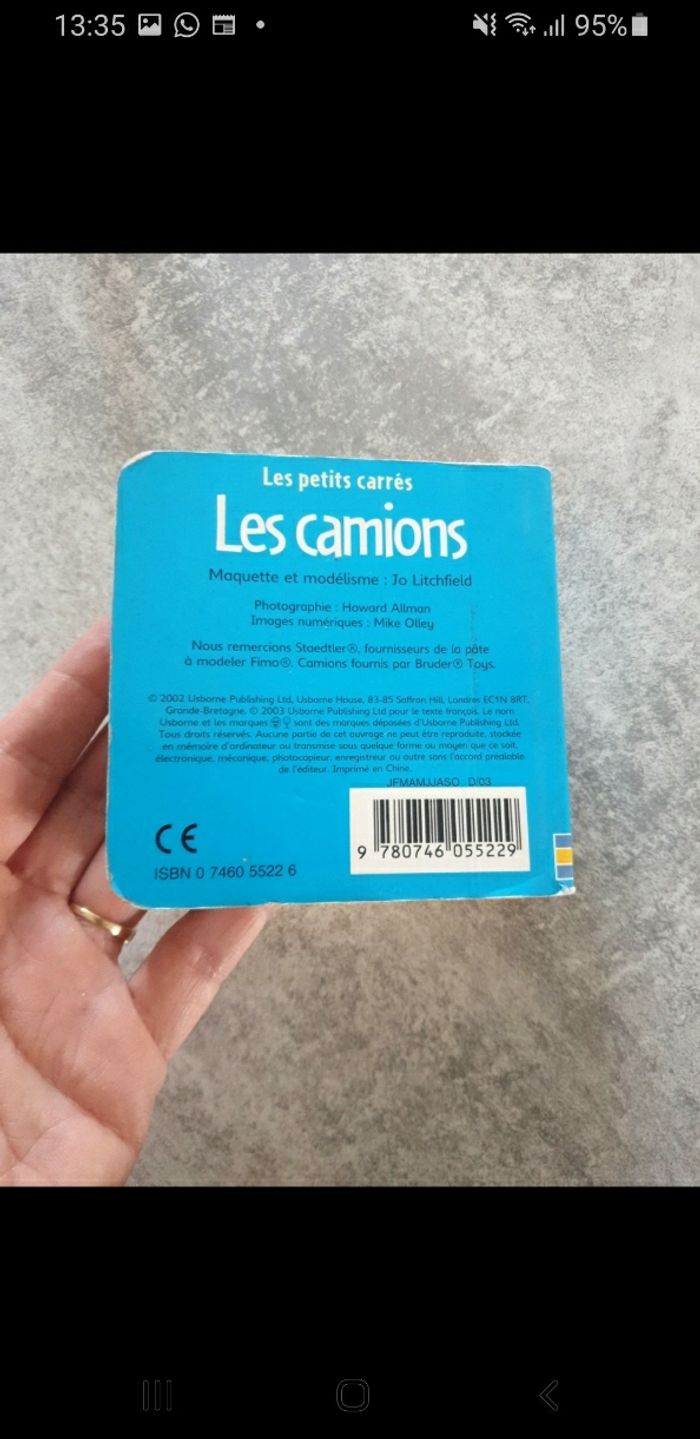 13:35
95%
Les petits carrés
Les camions
Maquette et modélisme : Jo Litchfield
Photographie : Howard Allman
Images numériques : Mike Olley
Nous remercions Staedtler®, fournisseurs de la pâte
à modeler Fimo®. Camions fournis par Bruder® Toys.
© 2002 Usborne Publishing Ltd, Usborne House, 83-85 Saffron Hill, Londres EC1N 8RT,
Grande-Bretagne. © 2003 Usborne Publishing Ltd pour le texte français. Le nom
Usborne et les marques sont des marques déposées d'Usborne Publishing Ltd.
Tous droits réservés. Aucune partie de cet ouvrage ne peut être reproduite, stockée
en mémoire d'ordinateur ou transmise sous quelque forme ou moyen que ce soit,
électronique, mécanique, photocopieur, enregistreur ou autre sans l'accord préalable
de l'éditeur. Imprimé en Chine.
JFMAMJJASO D/03
CE
9 780746 055229
ISBN 0 7460 5522 6